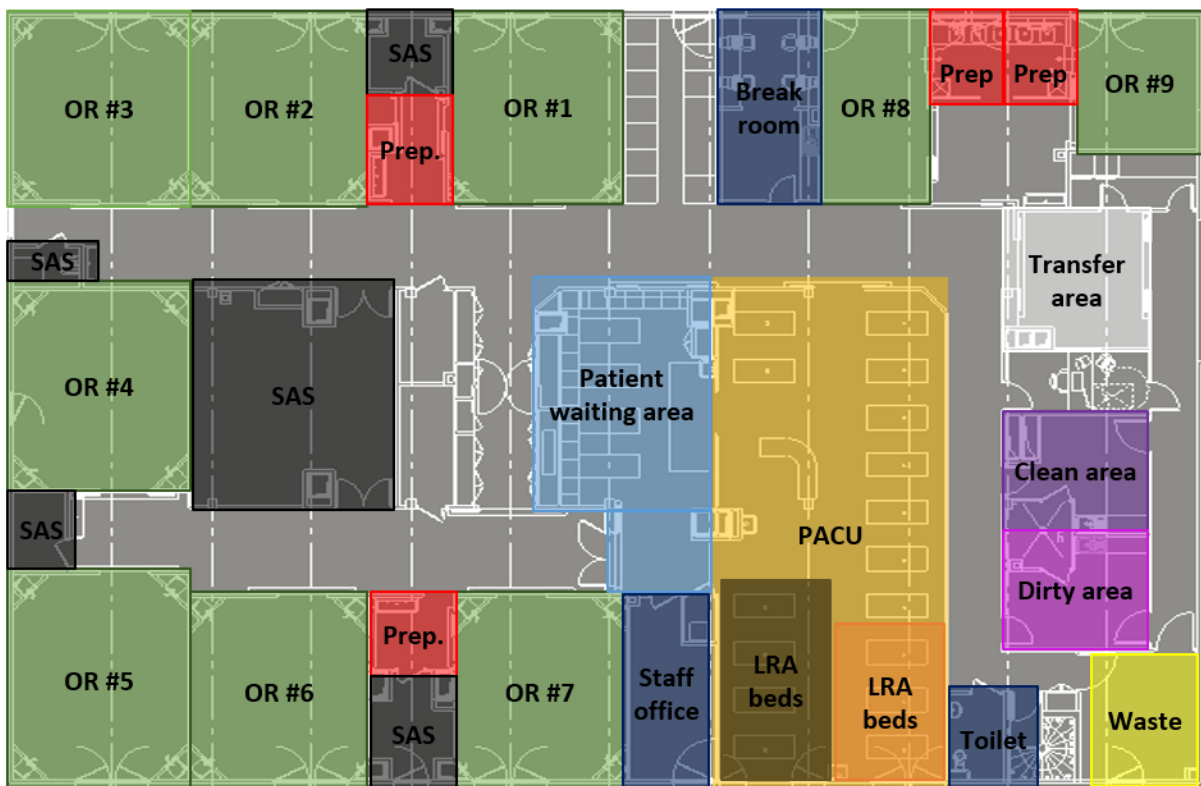 SAS
OR #3
OR #2
OR #1
Prep.
Break
room
OR #8
Prep
Prep
OR #9
SAS
Transfer
area
OR #4
SAS
Patient
waiting area
Clean area
SAS
PACU
Dirty area
OR #5
OR #6
Prep.
SAS
OR #7
Staff
office
LRA
beds
LRA
beds
Toilet
Waste